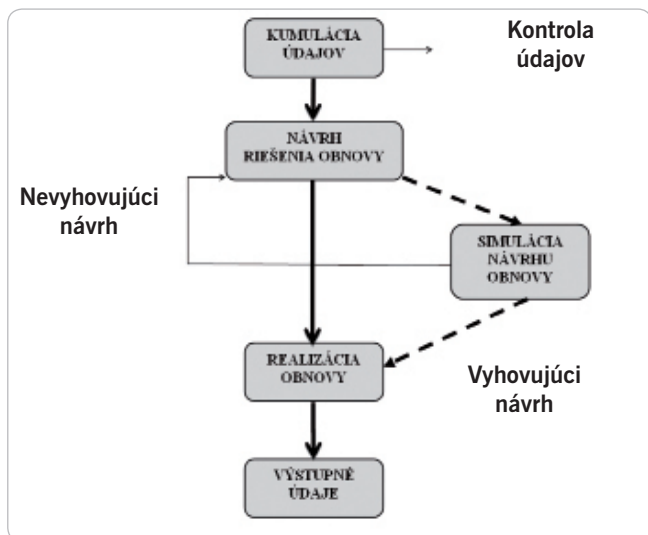 KUMULÁCIA
ÚDAJOV
Kontrola
údajov
NÁVRH
RIEŠENIA OBNOVY
Nevyhovujúci
návrh
SIMULÁCIA
NÁVRHU
OBNOVY
REALIZÁCIA
OBNOVY
Vyhovujúci
návrh
VÝSTUPNÉ
ÚDAJE